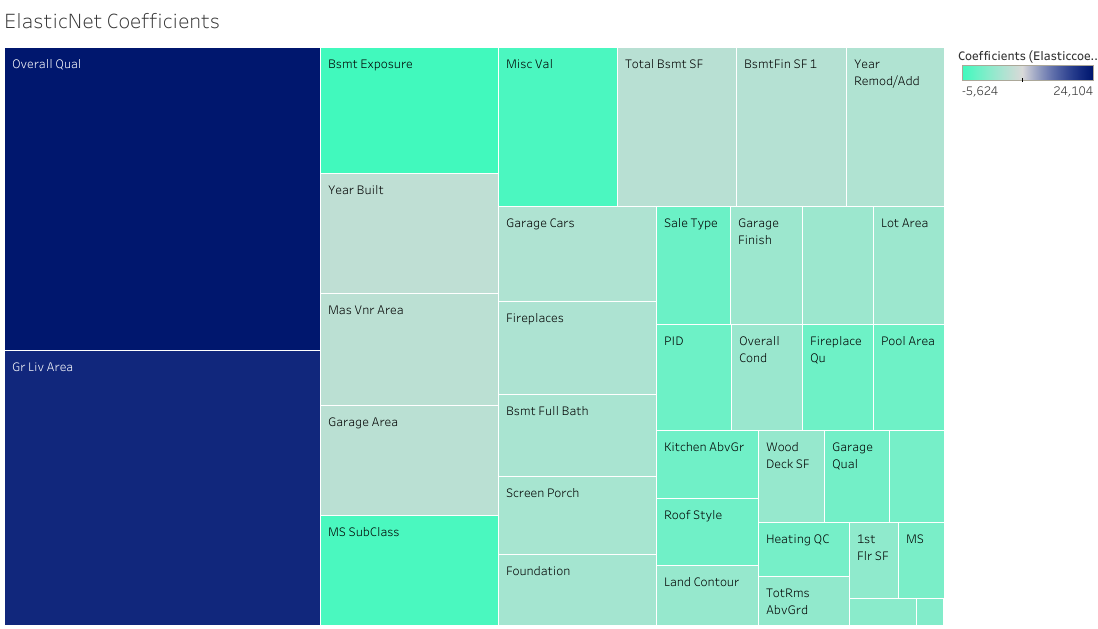 ElasticNet Coefficients
Overall Qual
Bsmt Exposure
Misc Val
Total Bsmt SF
BsmtFin SF 1
Year
Remod/Add
Coefficients (Elasticcoe..
-5,624
24,104
Year Built
Garage Cars
Sale Type
Garage
Finish
Lot Area
Mas Vnr Area
Fireplaces
PID
Overall
Cond
Fireplace
Qu
Pool Area
Gr Liv Area
Garage Area
Bsmt Full Bath
Kitchen AbvGr
Wood
Deck SF
Garage
Qual
Screen Porch
Roof Style
MS SubClass
Heating QC
1st
Flr SF
MS
Foundation
Land Contour
TotRms
AbvGrd